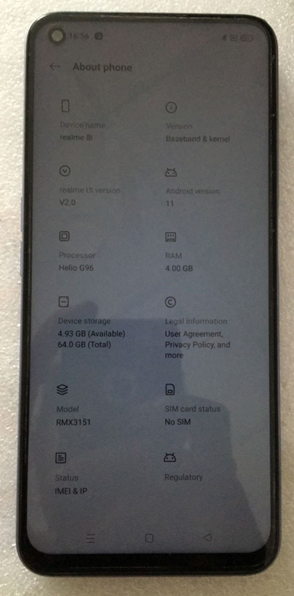 16:56
About phone
Device name
realme 8i
Version
Baseband & kernel
realme UI version
V2.0
Android version
11
Processor
Helio G96
RAM
4.00 GB
Device storage
4.93 GB (Available)
64.0 GB (Total)
Legal information
User Agreement,
Privacy Policy, and
more
Model
RMX3151
SIM card status
No SIM
Status
IMEI & IP
Regulatory